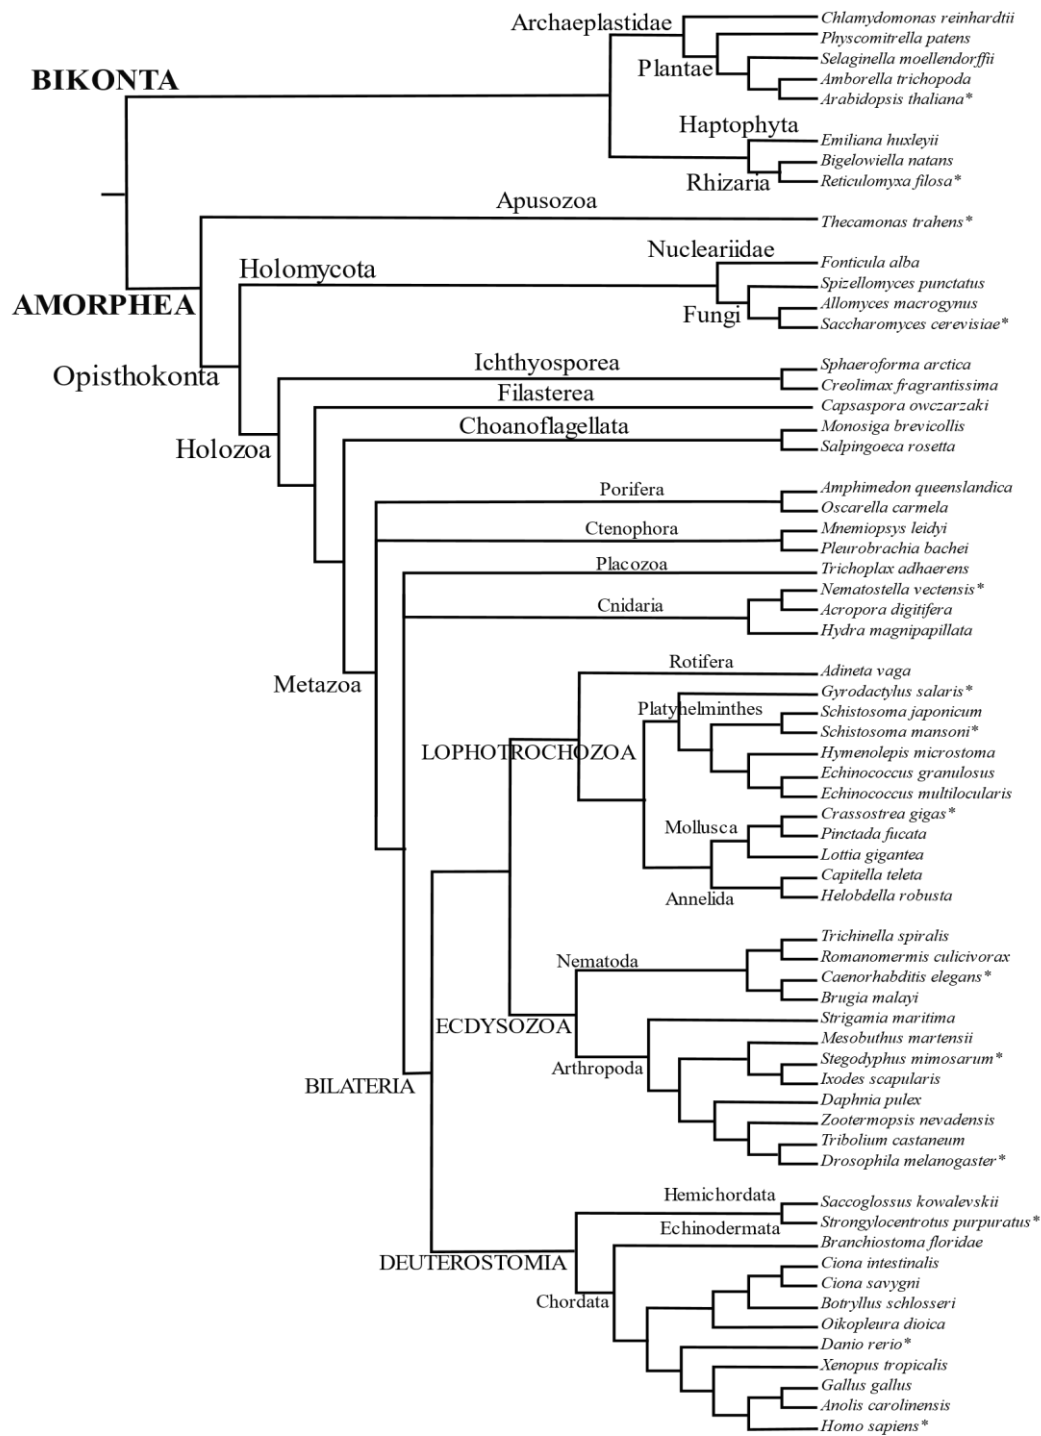 Archaeplastidae
Chlamydomonas reinhardtii
Physcomitrella patens
Plantae
Selaginella moellendorffii
Amborella trichopoda
Arabidopsis thaliana*
BIKONTA
Haptophyta
Emiliana huxleyii
Bigelowiella natans
Rhizaria
Reticulomyxa filosa*
Apusozoa
Thecamonas trahens*
AMORPHEA
Holomycota
Nucleariidae
Fonticula alba
Spizellomyces punctatus
Fungi
Allomyces macrogynus
Saccharomyces cerevisiae*
Opisthokonta
Ichthyosporea
Sphaeroforma arctica
Creolimax fragrantissima
Filasterea
Capsaspora owczarzaki
Holozoa
Choanoflagellata
Monosiga brevicollis
Salpingoeca rosetta
Porifera
Amphimedon queenslandica
Oscarella carmela
Ctenophora
Mnemiopsys leidyi
Pleurobrachia bachei
Placozoa
Trichoplax adhaerens
Cnidaria
Nematostella vectensis*
Acropora digitifera
Hydra magnipapillata
Metazoa
Rotifera
Adineta vaga
Platyhelminthes
Gyrodactylus salaris*
Schistosoma japonicum
Schistosoma mansoni*
LOPHOTROCHOZOA
Hymenolepis microstoma
Echinococcus granulosus
Echinococcus multilocularis
Mollusca
Crassostrea gigas*
Pinctada fucata
Lottia gigantea
Annelida
Capitella teleta
Helobdella robusta
Nematoda
Trichinella spiralis
Romanomermis culicivorax
Caenorhabditis elegans*
Brugia malayi
ECDYSOZOA
Strigamia maritima
Arthropoda
Mesobuthus martensii
Stegodyphus mimosarum*
Ixodes scapularis
BILATERIA
Daphnia pulex
Zootermopsis nevadensis
Tribolium castaneum
Drosophila melanogaster*
Hemichordata
Saccoglossus kowalevskii
Echinodermata
Strongylocentrotus purpuratus*
DEUTEROSTOMIA
Branchiostoma floridae
Chordata
Ciona intestinalis
Ciona savygni
Botryllus schlosseri
Oikopleura dioica
Danio rerio*
Xenopus tropicalis
Gallus gallus
Anolis carolinensis
Homo sapiens*